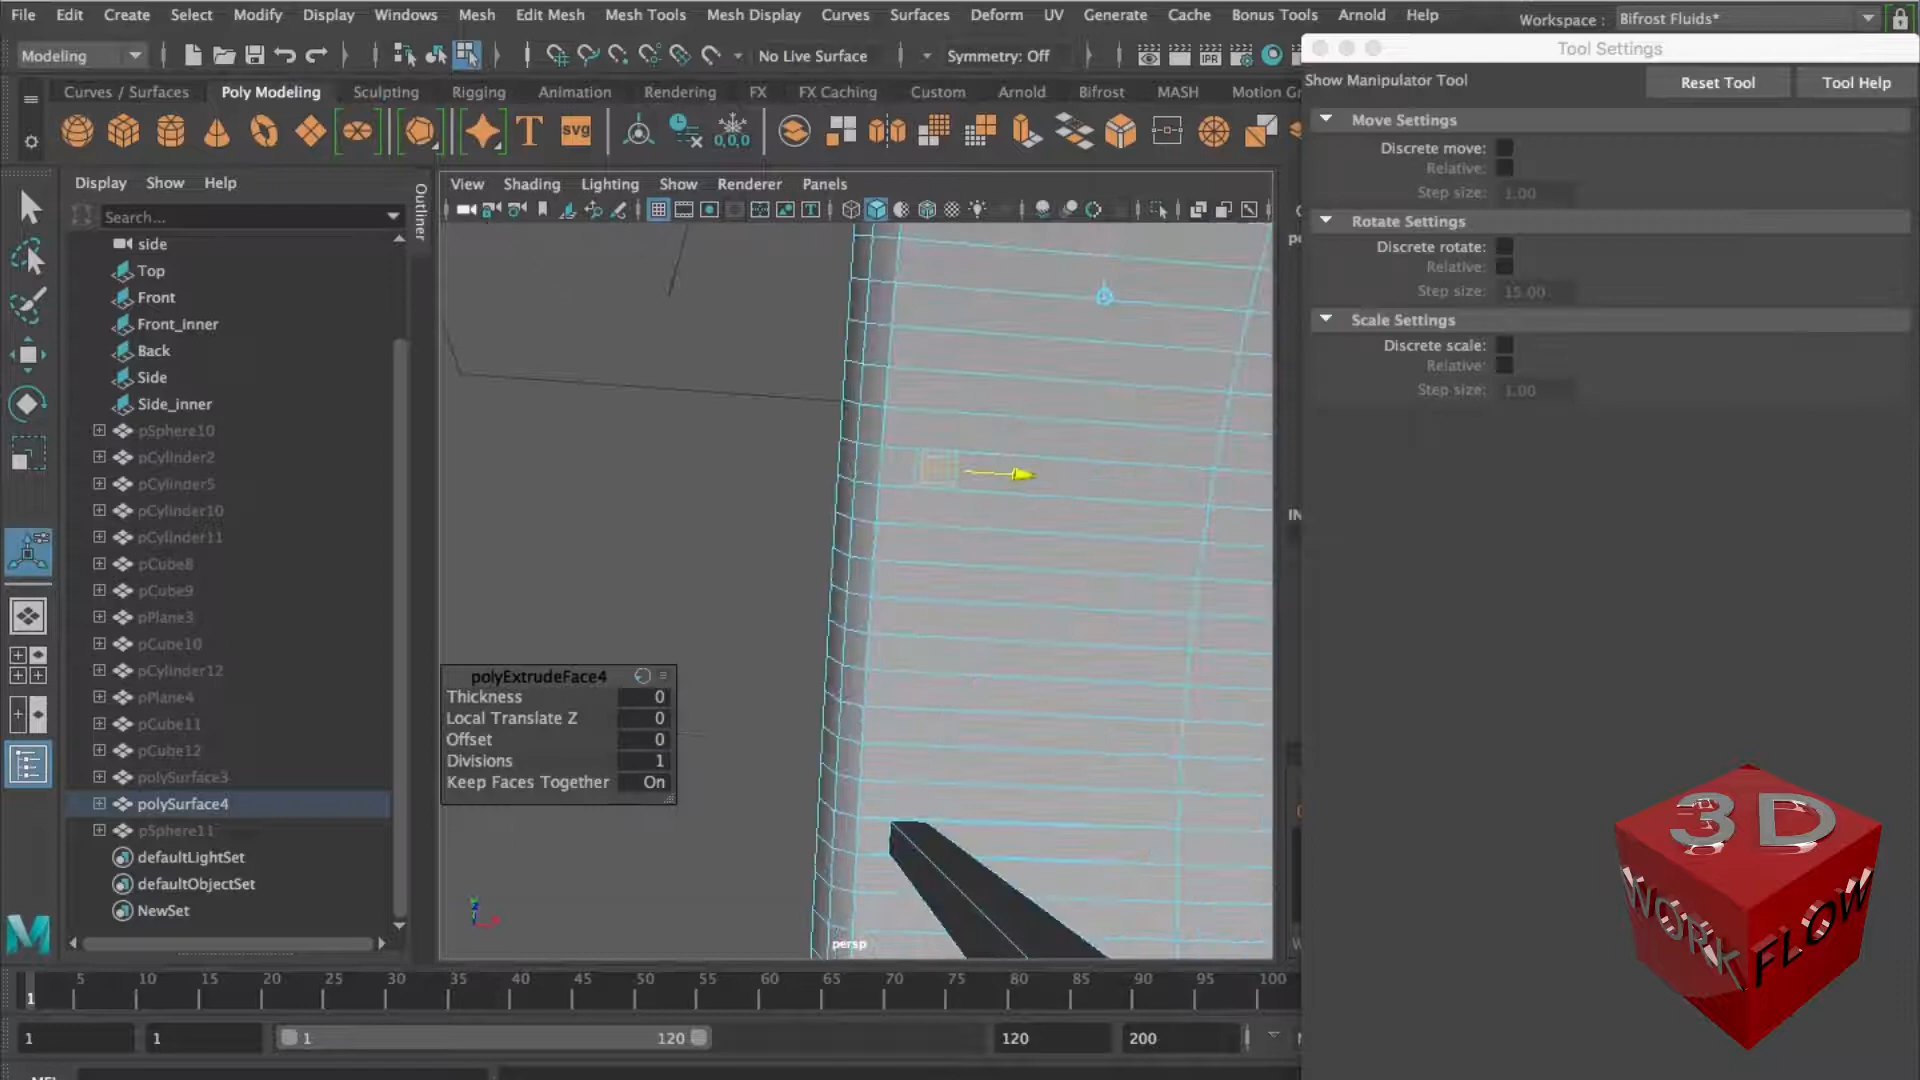 File Edit Create Select Modify Display Windows Mesh Edit Mesh Mesh Tools Mesh Display Curves Surfaces Deform UV Generate Cache Bonus Tools Arnold Help Workspace : Bifrost Fluids*
Modeling No Live Surface Symmetry: Off IPR
Tool Settings
Show Manipulator Tool Reset Tool Tool Help
Curves / Surfaces Poly Modeling Sculpting Rigging Animation Rendering FX FX Caching Custom Arnold Bifrost MASH Motion Gr
T svg 0,0,0
Move Settings
Discrete move:
Relative:
Step size: 1.00
Rotate Settings
Discrete rotate:
Relative:
Step size: 15.00
Scale Settings
Discrete scale:
Relative:
Step size: 1.00
Display Show Help
Outliner
Search...
side
Top
Front
Front_inner
Back
Side
Side_inner
pSphere10
pCylinder2
pCylinder5
pCylinder10
pCylinder11
pCube8
pCube9
pPlane3
pCube10
pCylinder12
pPlane4
pCube11
pCube12
polySurface3
polySurface4
pSphere11
defaultLightSet
defaultObjectSet
NewSet
View Shading Lighting Show Renderer Panels
IN
polyExtrudeFace4
Thickness 0
Local Translate Z 0
Offset 0
Divisions 1
Keep Faces Together On
persp
3D
WORK FLOW
5 10 15 20 25 30 35 40 45 50 55 60 65 70 75 80 85 90 95 100
1
1 1 1 120 120 200
MEL